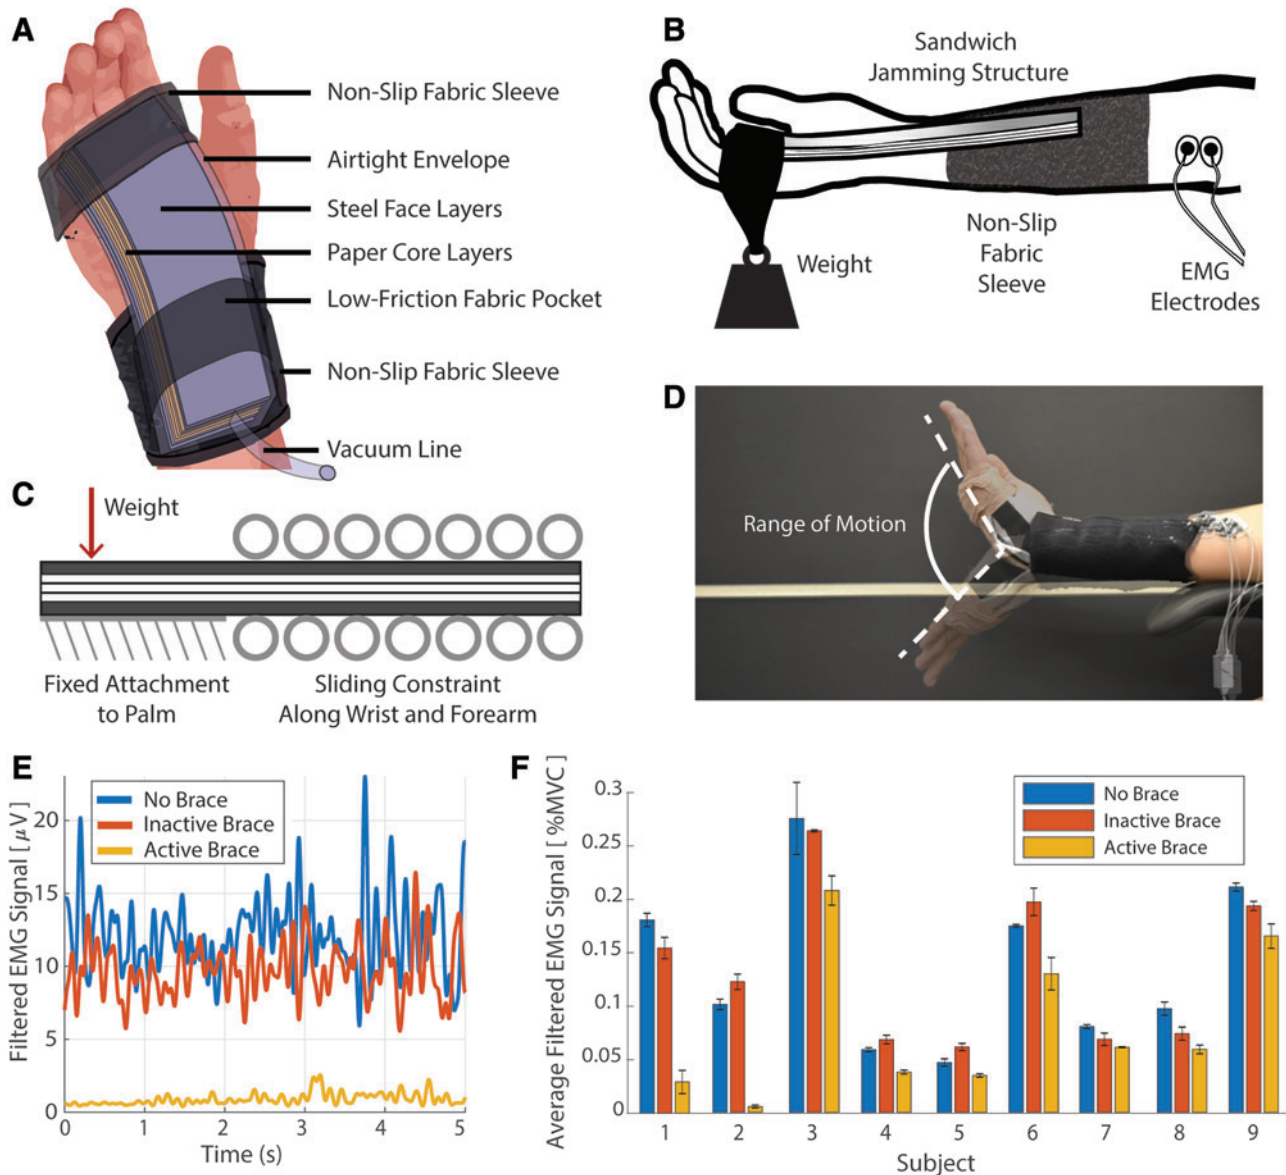 A
Non-Slip Fabric Sleeve
Airtight Envelope
Steel Face Layers
Paper Core Layers
Low-Friction Fabric Pocket
Non-Slip Fabric Sleeve
Vacuum Line
B
Sandwich
Jamming Structure
Weight
Non-Slip
Fabric
Sleeve
EMG
Electrodes
C
Weight
Fixed Attachment
to Palm
Sliding Constraint
Along Wrist and Forearm
D
Range of Motion
E
Filtered EMG Signal [ μV ]
20
15
10
5
0
No Brace
Inactive Brace
Active Brace
0 1 2 3 4 5
Time (s)
F
Average Filtered EMG Signal [ %MVC ]
0.3
0.25
0.2
0.15
0.1
0.05
0
No Brace
Inactive Brace
Active Brace
1 2 3 4 5 6 7 8 9
Subject